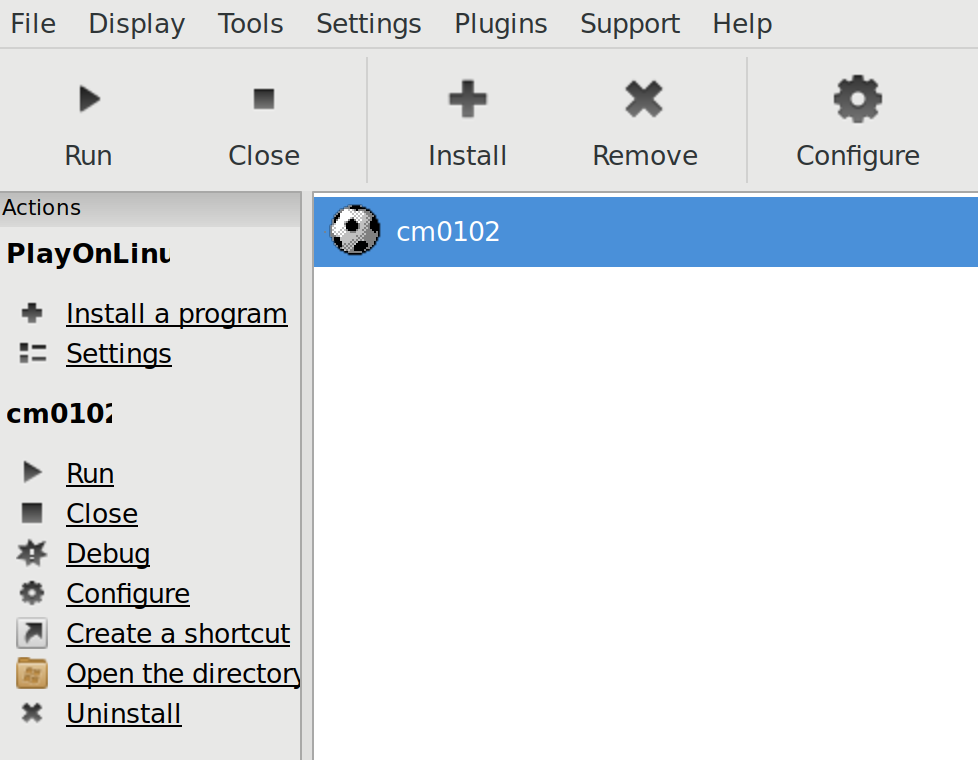 File Display Tools Settings Plugins Support Help
Run Close Install Remove Configure
Actions
PlayOnLinu
cm0102
Install a program
Settings
cm0102
Run
Close
Debug
Configure
Create a shortcut
Open the directory
Uninstall